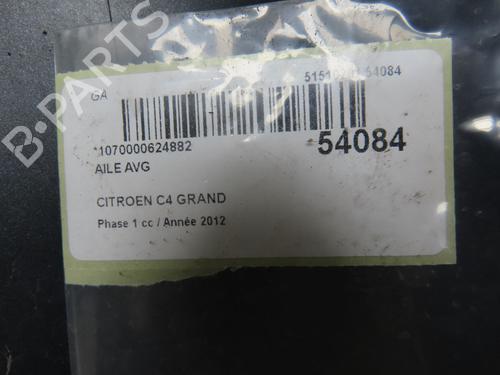 B-PARTS
GA
54084
*1070000624882
54084
AILE AVG
CITROEN C4 GRAND
Phase 1 cc / Année 2012